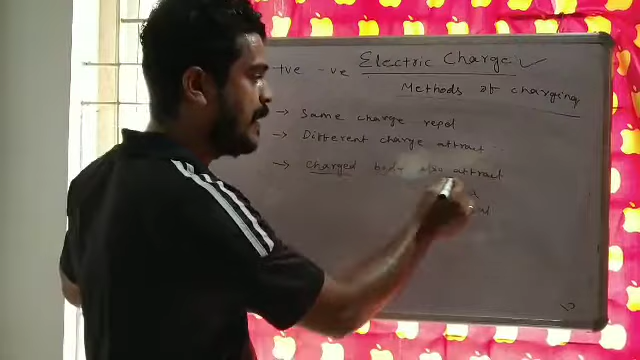 +ve -ve Electric Charge
Methods of charging
→ Same charge repel
→ Different charge attract
→ Charged body also attract